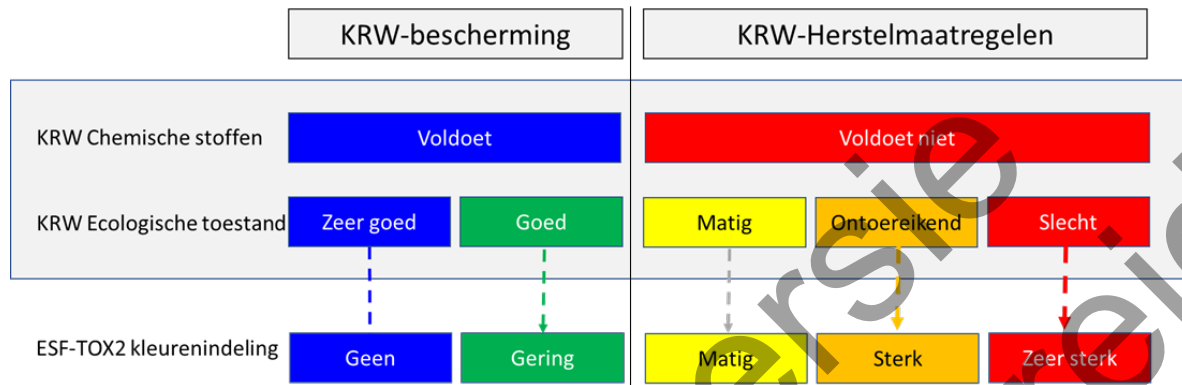 KRW-bescherming KRW-Herstelmaatregelen
KRW Chemische stoffen Voldoet Voldoet niet
KRW Ecologische toestand Zeer goed Goed Matig Ontoereikend Slecht
ESF-TOX2 kleurenindeling Geen Gering Matig Sterk Zeer sterk